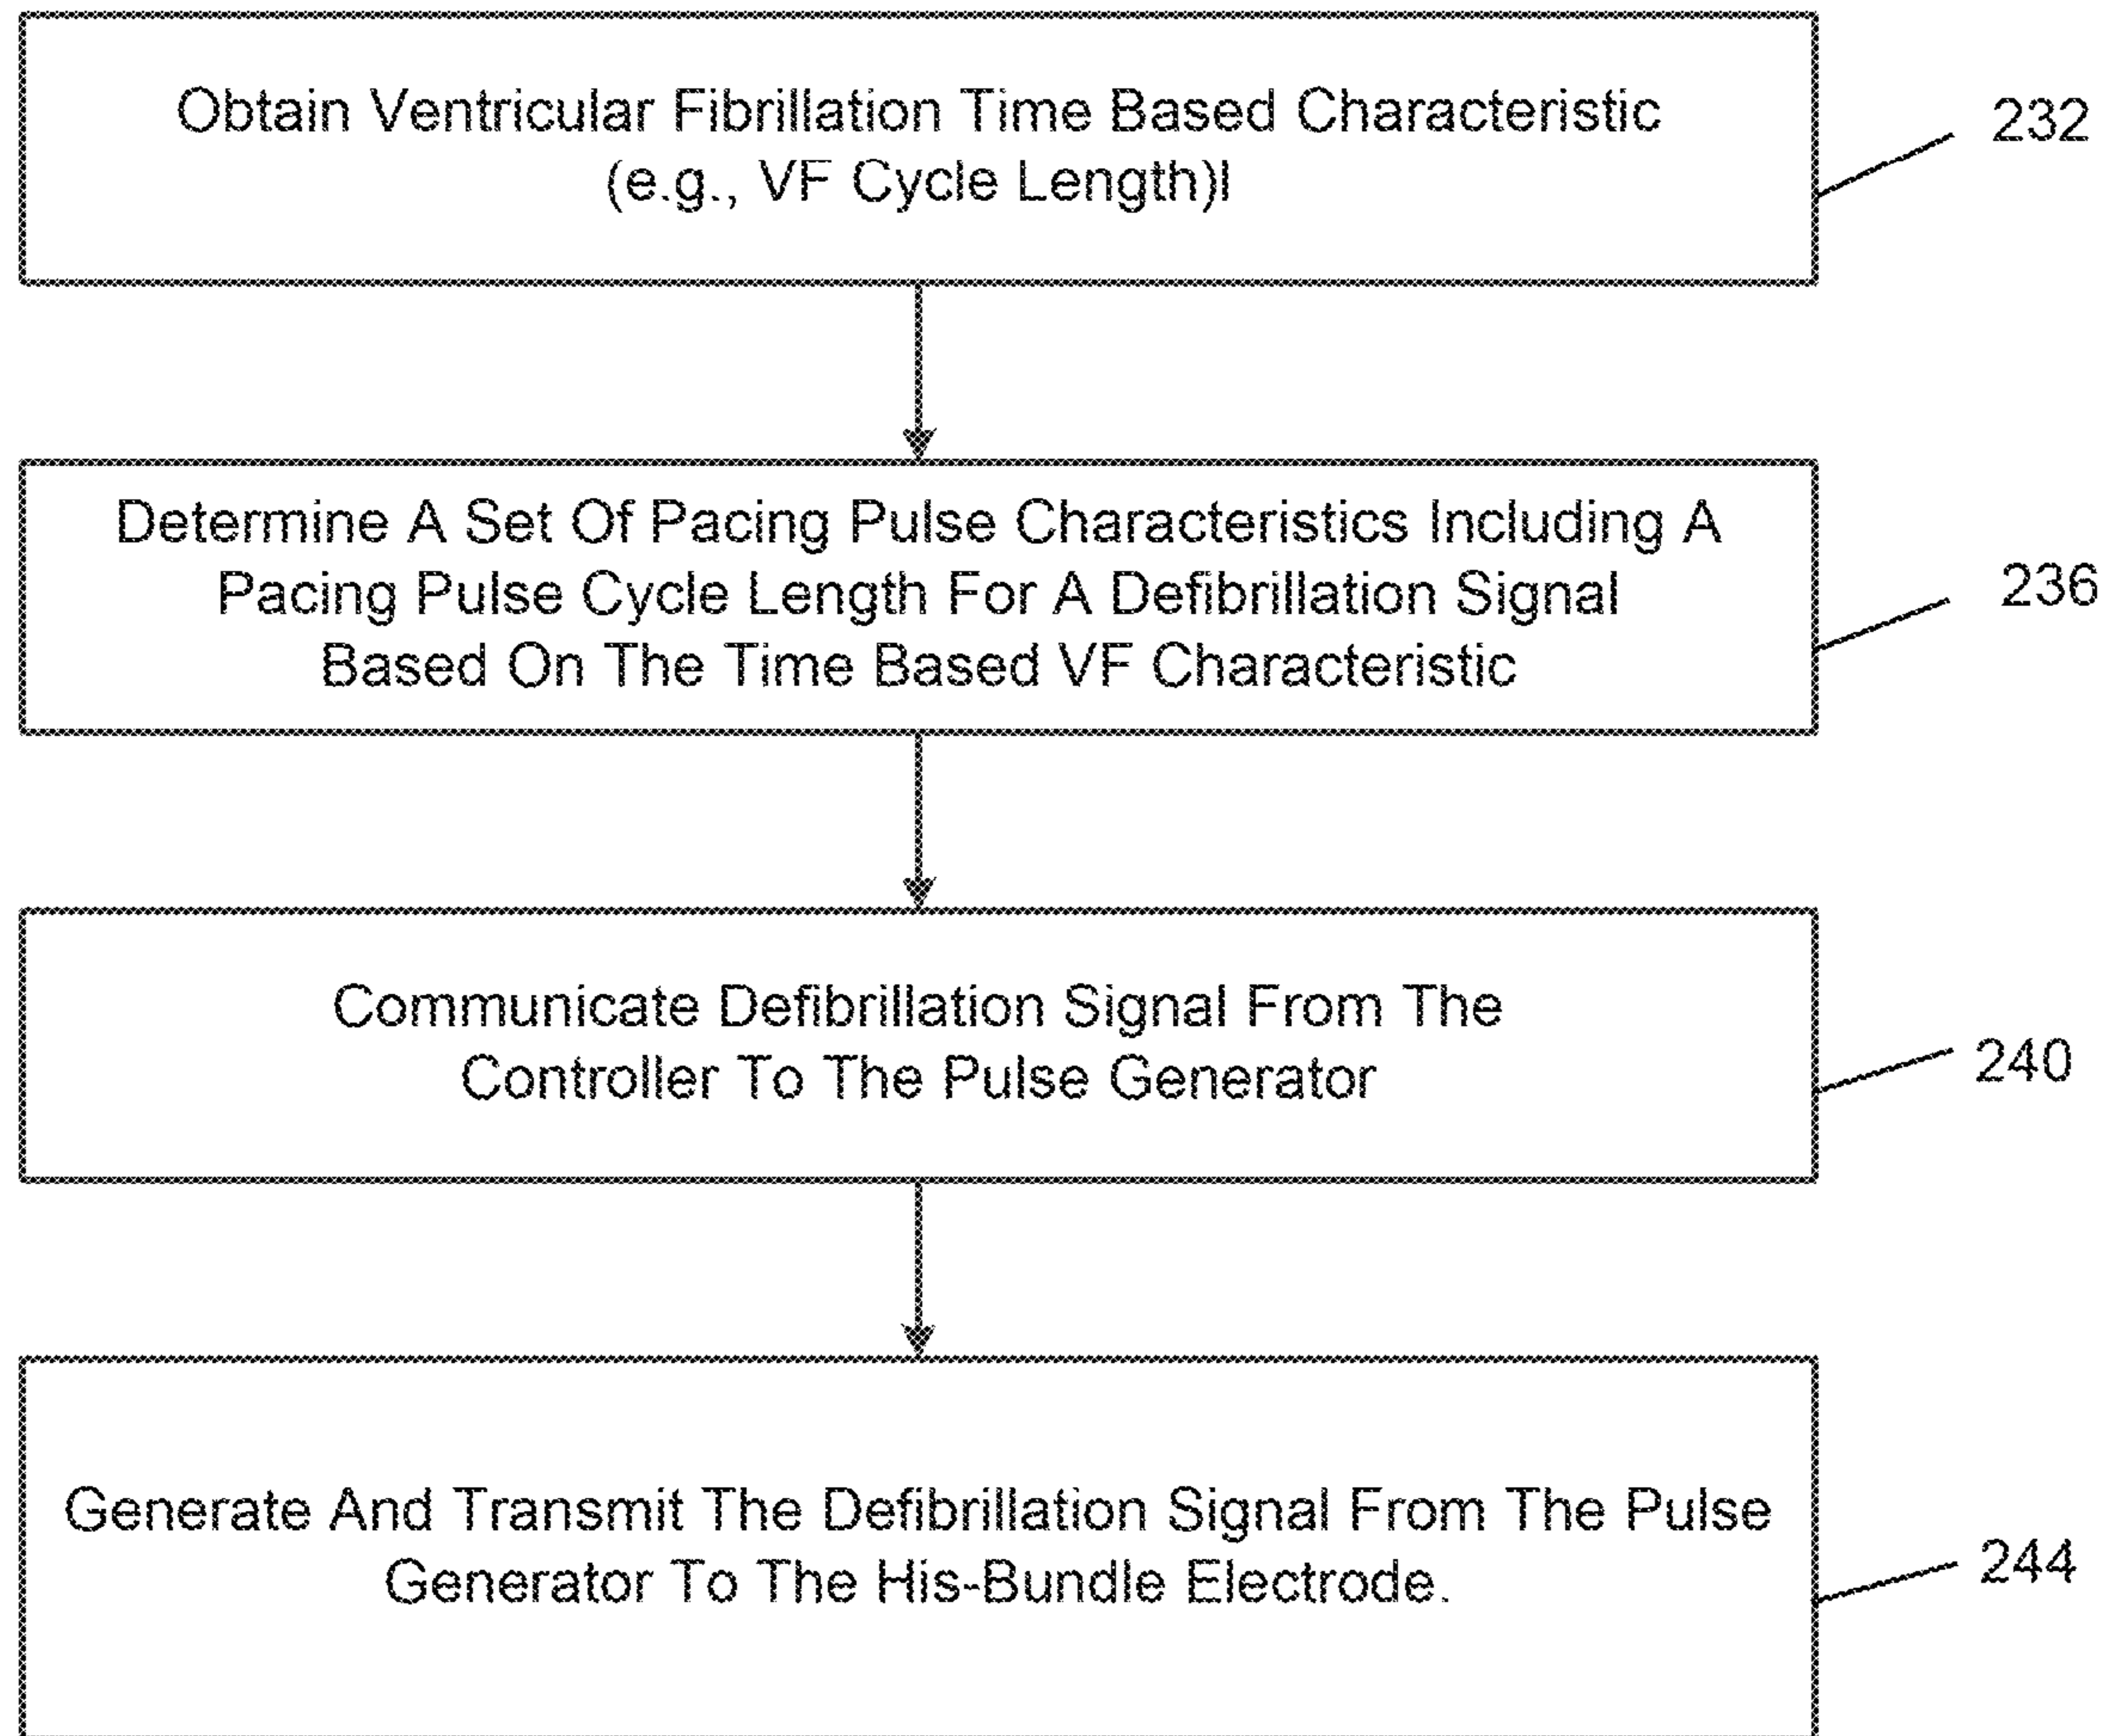 Obtain Ventricular Fibrillation Time Based Characteristic
(e.g., VF Cycle Length)l
232
Determine A Set Of Pacing Pulse Characteristics Including A
Pacing Pulse Cycle Length For A Defibrillation Signal
Based On The Time Based VF Characteristic
236
Communicate Defibrillation Signal From The
Controller To The Pulse Generator
240
Generate And Transmit The Defibrillation Signal From The Pulse
Generator To The His-Bundle Electrode.
244